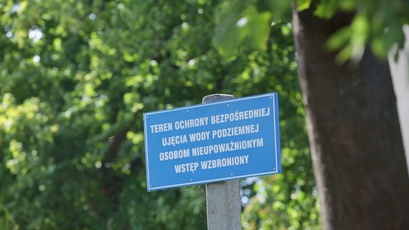 TEREN OCHRONY BEZPOŚREDNIEJ
UJĘCIA WODY PODZIEMNEJ
OSOBOM NIEUPOWAŻNIONYM
WSTĘP WZBRONIONY